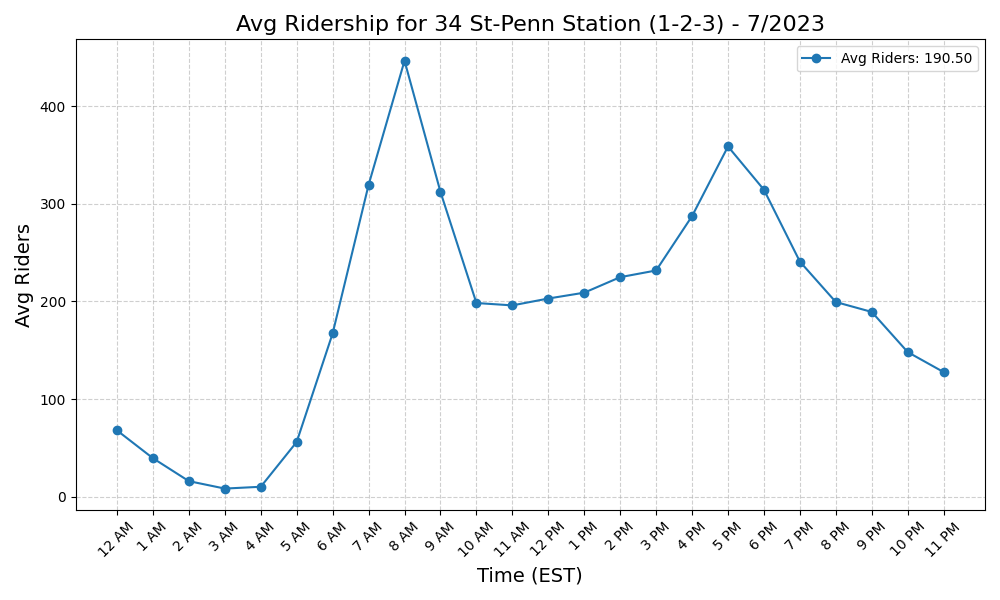 Avg Ridership for 34 St-Penn Station (1-2-3) - 7/2023
Avg Riders: 190.50
Avg Riders
400
300
200
100
0
12 AM
1 AM
2 AM
3 AM
4 AM
5 AM
6 AM
7 AM
8 AM
9 AM
10 AM
11 AM
12 PM
1 PM
2 PM
3 PM
4 PM
5 PM
6 PM
7 PM
8 PM
9 PM
10 PM
11 PM
Time (EST)